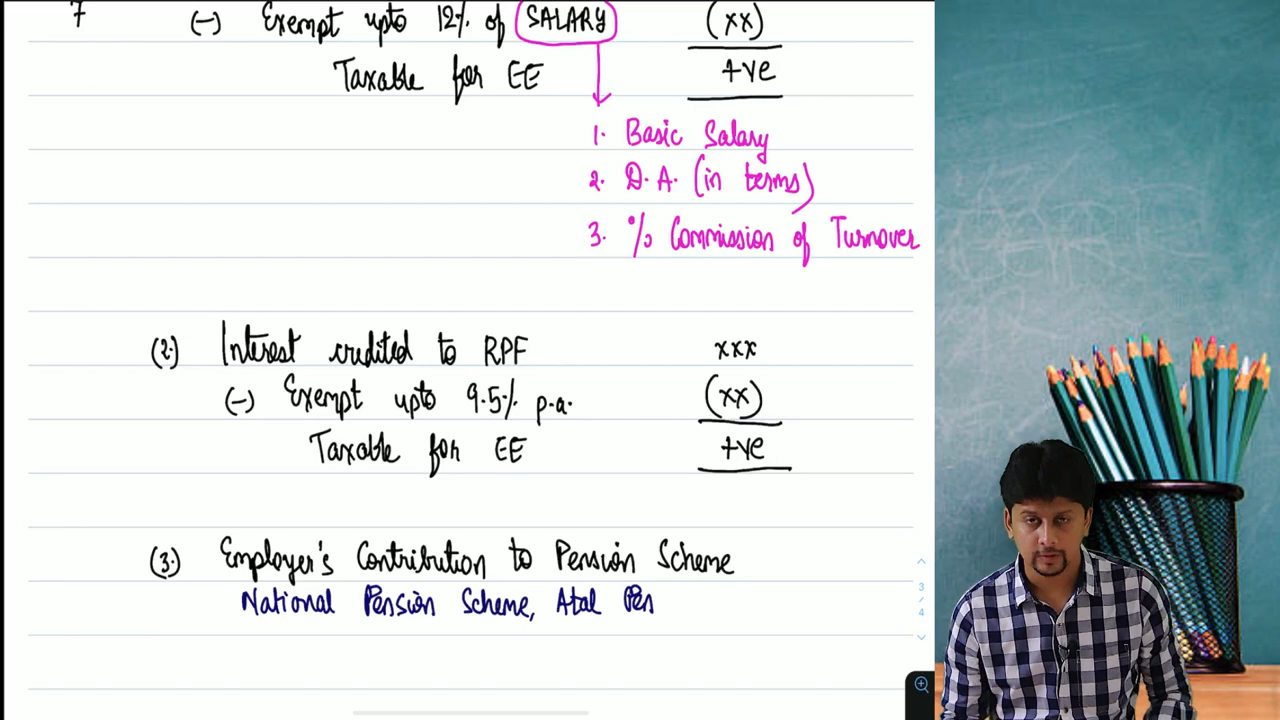 7 (-) Exempt upto 12% of SALARY (xx)
Taxable for EE +ve
1. Basic Salary
2. D.A. (in terms)
3. % Commission of Turnover
(2.) Interest credited to RPF xxx
(-) Exempt upto 9.5% p.a. (xx)
Taxable for EE +ve
(3.) Employer's Contribution to Pension Scheme
National Pension Scheme, Atal Pen
3
4